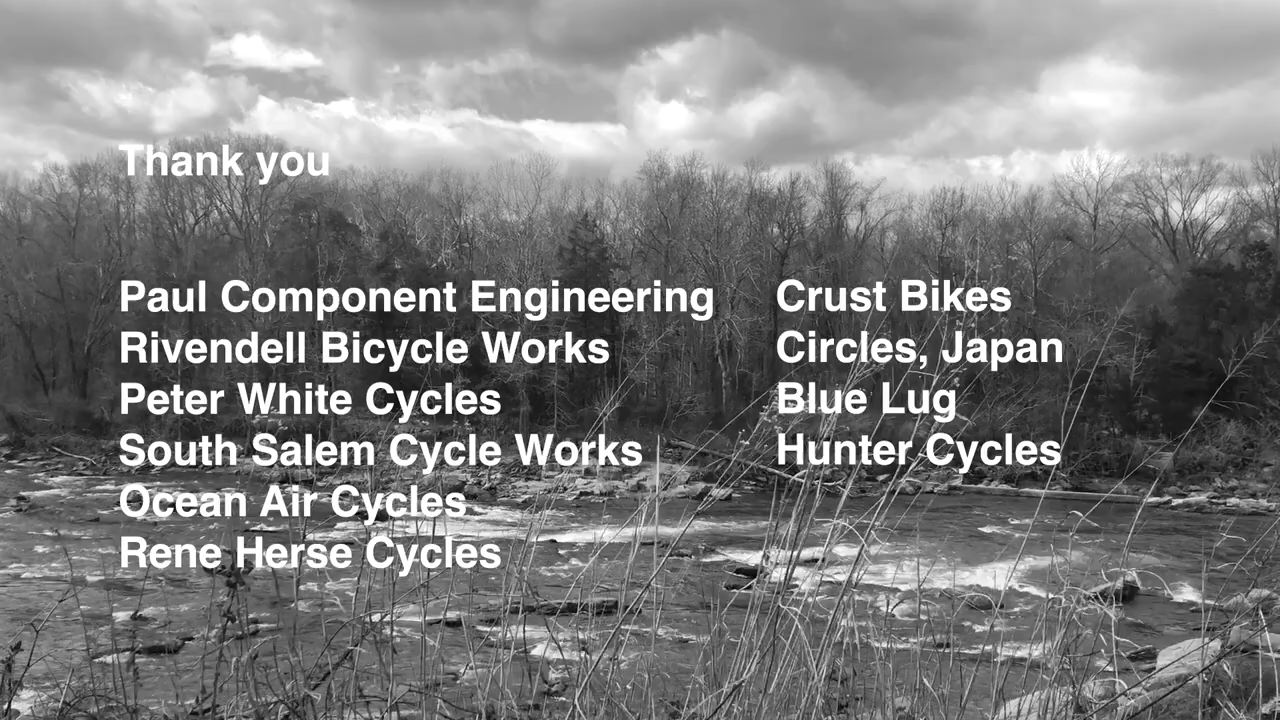 Thank you
Paul Component Engineering
Rivendell Bicycle Works
Peter White Cycles
South Salem Cycle Works
Ocean Air Cycles
Rene Herse Cycles
Crust Bikes
Circles, Japan
Blue Lug
Hunter Cycles